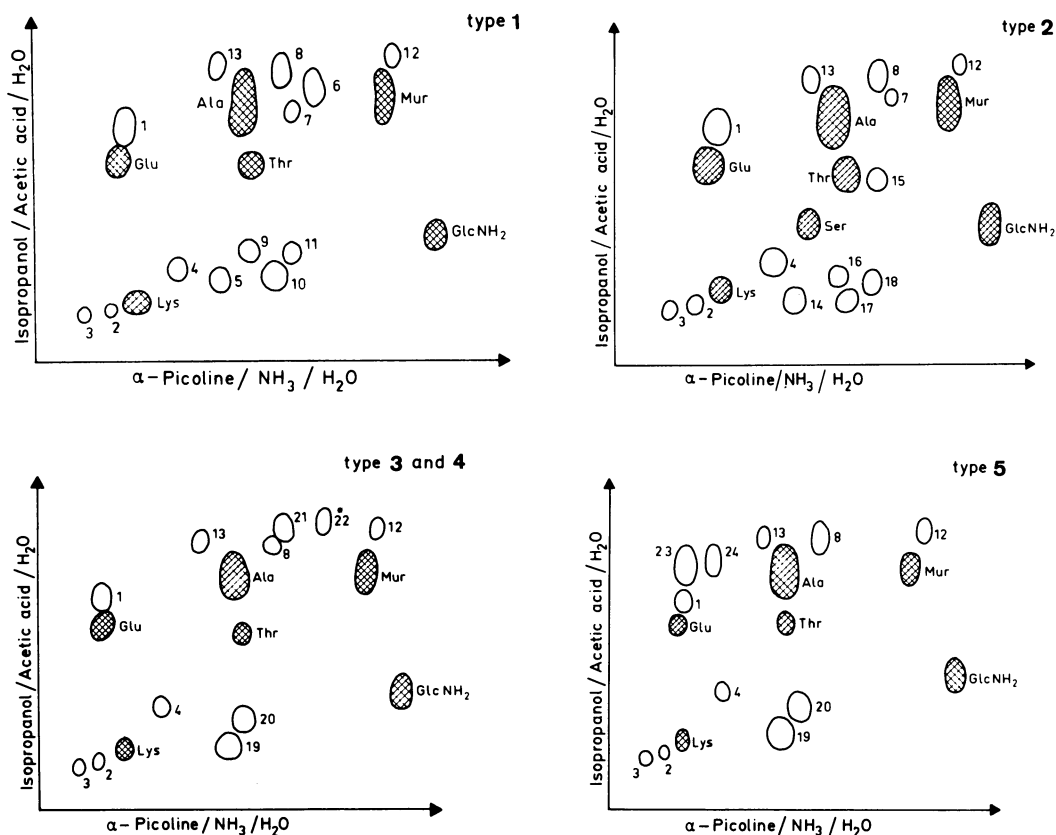 type 1
Isopropanol/Acetic acid/H₂O
13
8
12
6
Ala
Mur
7
1
Glu
Thr
GlcNH₂
9
11
4
5
10
Lys
2
3
α-Picoline/NH₃/H₂O
type 2
Isopropanol/Acetic acid/H₂O
13
8
12
7
Mur
Ala
1
Glu
Thr
15
Ser
GlcNH₂
4
16
18
Lys
14
17
2
3
α-Picoline/NH₃/H₂O
type 3 and 4
Isopropanol/Acetic acid/H₂O
13
21
22
12
8
Ala
Mur
1
Glu
Thr
GlcNH₂
4
20
19
Lys
2
3
α-Picoline/NH₃/H₂O
type 5
Isopropanol/Acetic acid/H₂O
13
8
12
23
24
Ala
Mur
1
Glu
Thr
GlcNH₂
4
20
19
Lys
2
3
α-Picoline/NH₃/H₂O